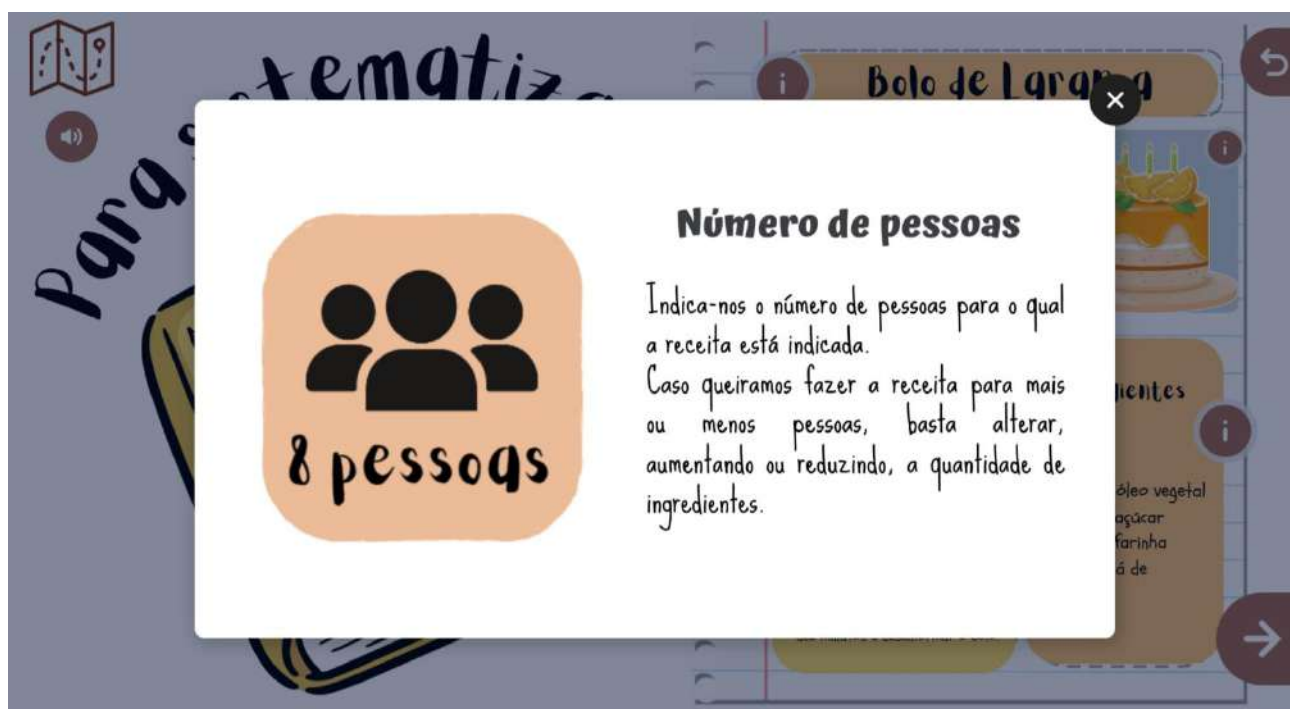 Bolo de Laranja
Número de pessoas
Indica-nos o número de pessoas para o qual
a receita está indicada.
Caso queiramos fazer a receita para mais
ou menos pessoas, basta alterar,
aumentando ou reduzindo, a quantidade de
ingredientes.
8 pessoas
óleo vegetal
açúcar
farinha
de